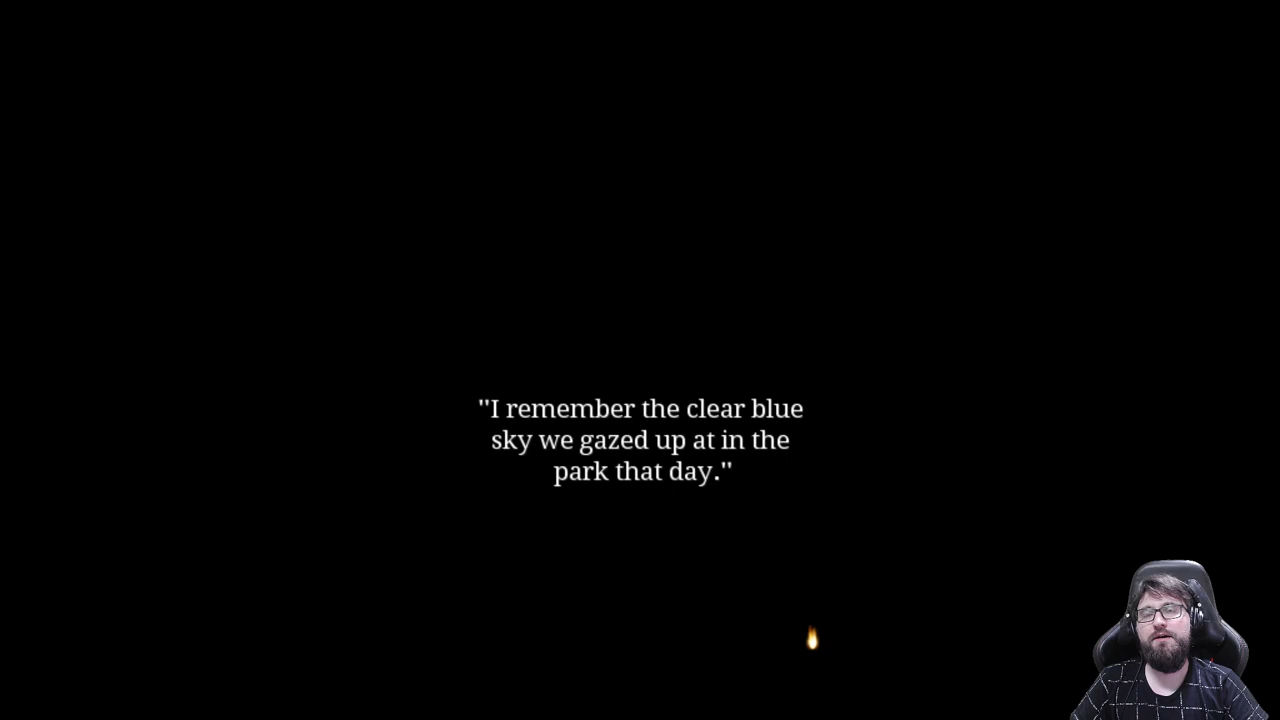 "I remember the clear blue
sky we gazed up at in the
park that day."